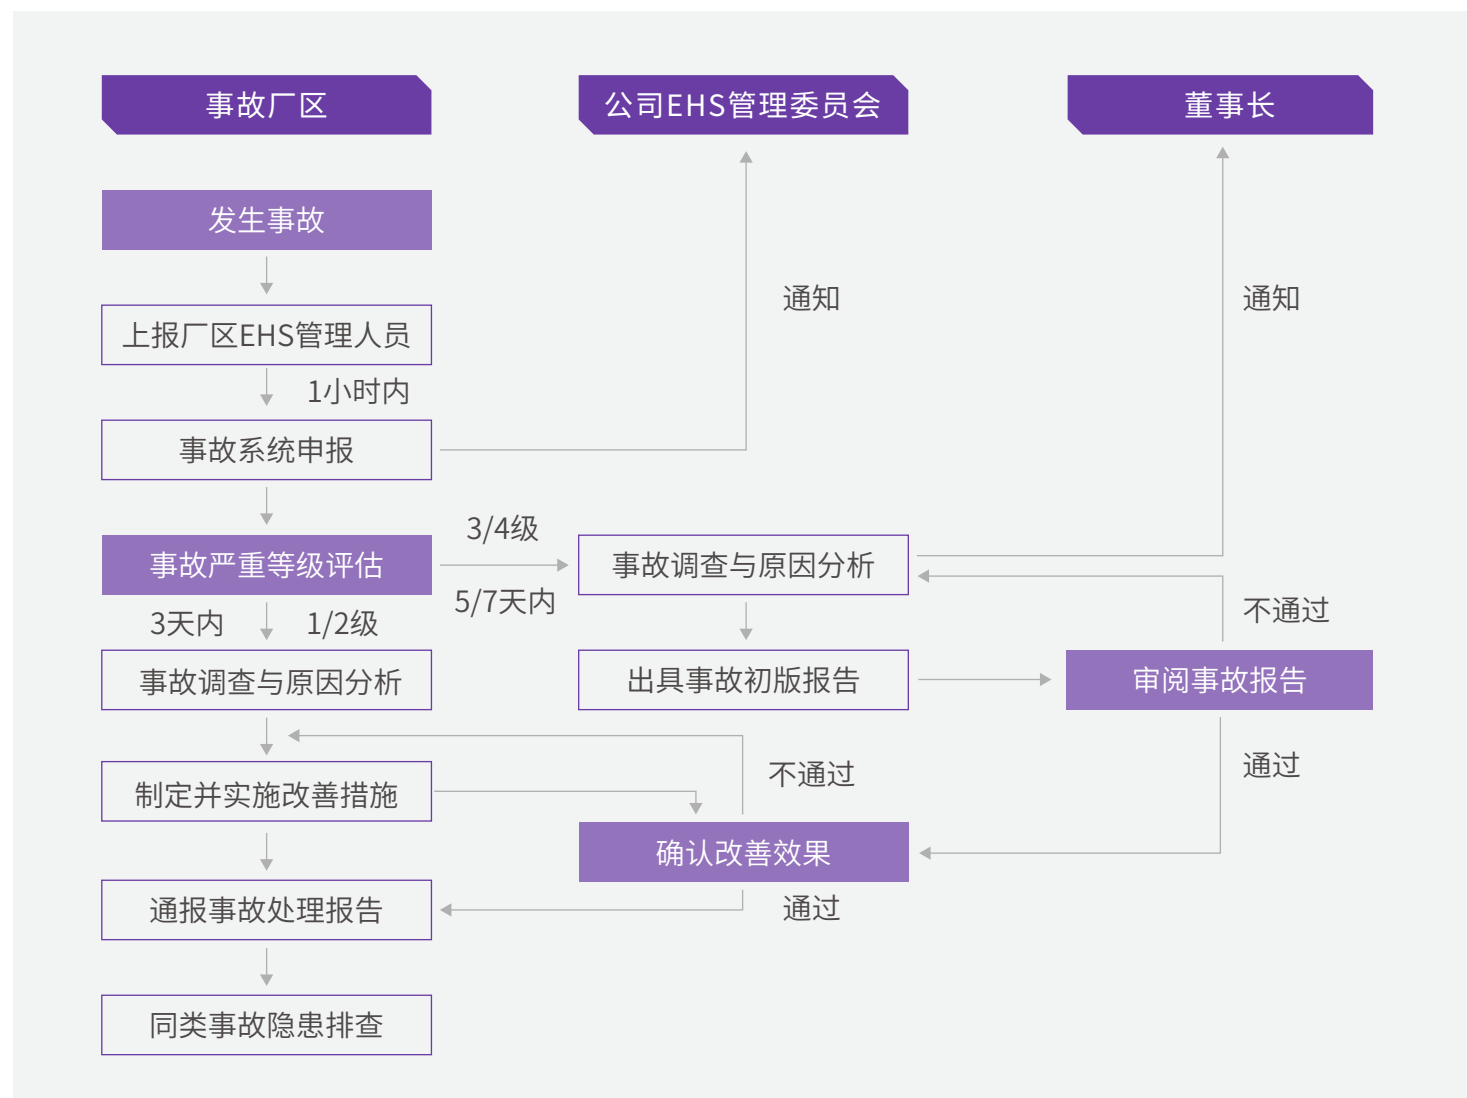 事故厂区
公司EHS管理委员会
董事长
发生事故
通知
通知
上报厂区EHS管理人员
1小时内
事故系统申报
3/4级
事故严重等级评估
事故调查与原因分析
5/7天内
3天内
1/2级
不通过
事故调查与原因分析
出具事故初版报告
审阅事故报告
不通过
通过
制定并实施改善措施
确认改善效果
通报事故处理报告
通过
同类事故隐患排查